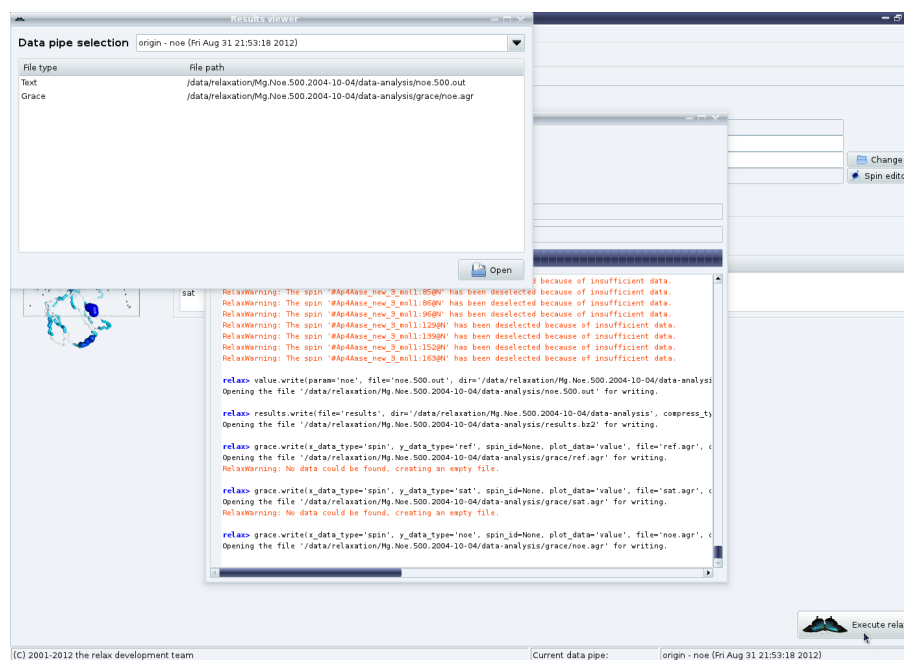 Results viewer
Data pipe selection origin - noe (Fri Aug 31 21:53:18 2012)
File type File path
Text /data/relaxation/Mg.Noe.500.2004-10-04/data-analysis/noe.500.out
Grace /data/relaxation/Mg.Noe.500.2004-10-04/data-analysis/grace/noe.agr
Open
Change
Spin edito
sat
d because of insufficient data.
RelaxWarning: The spin '#Ap4Aase_new_3_mol1:85@N' has been deselected because of insufficient data.
RelaxWarning: The spin '#Ap4Aase_new_3_mol1:86@N' has been deselected because of insufficient data.
RelaxWarning: The spin '#Ap4Aase_new_3_mol1:96@N' has been deselected because of insufficient data.
RelaxWarning: The spin '#Ap4Aase_new_3_mol1:129@N' has been deselected because of insufficient data.
RelaxWarning: The spin '#Ap4Aase_new_3_mol1:139@N' has been deselected because of insufficient data.
RelaxWarning: The spin '#Ap4Aase_new_3_mol1:152@N' has been deselected because of insufficient data.
RelaxWarning: The spin '#Ap4Aase_new_3_mol1:163@N' has been deselected because of insufficient data.
relax> value.write(param='noe', file='noe.500.out', dir='/data/relaxation/Mg.Noe.500.2004-10-04/data-analysi
Opening the file '/data/relaxation/Mg.Noe.500.2004-10-04/data-analysis/noe.500.out' for writing.
relax> results.write(file='results', dir='/data/relaxation/Mg.Noe.500.2004-10-04/data-analysis', compress_ty
Opening the file '/data/relaxation/Mg.Noe.500.2004-10-04/data-analysis/results.bz2' for writing.
relax> grace.write(x_data_type='spin', y_data_type='ref', spin_id=None, plot_data='value', file='ref.agr', d
Opening the file '/data/relaxation/Mg.Noe.500.2004-10-04/data-analysis/grace/ref.agr' for writing.
RelaxWarning: No data could be found, creating an empty file.
relax> grace.write(x_data_type='spin', y_data_type='sat', spin_id=None, plot_data='value', file='sat.agr', d
Opening the file '/data/relaxation/Mg.Noe.500.2004-10-04/data-analysis/grace/sat.agr' for writing.
RelaxWarning: No data could be found, creating an empty file.
relax> grace.write(x_data_type='spin', y_data_type='noe', spin_id=None, plot_data='value', file='noe.agr', d
Opening the file '/data/relaxation/Mg.Noe.500.2004-10-04/data-analysis/grace/noe.agr' for writing.
Execute rela
(C) 2001-2012 the relax development team Current data pipe: origin - noe (Fri Aug 31 21:53:18 2012)